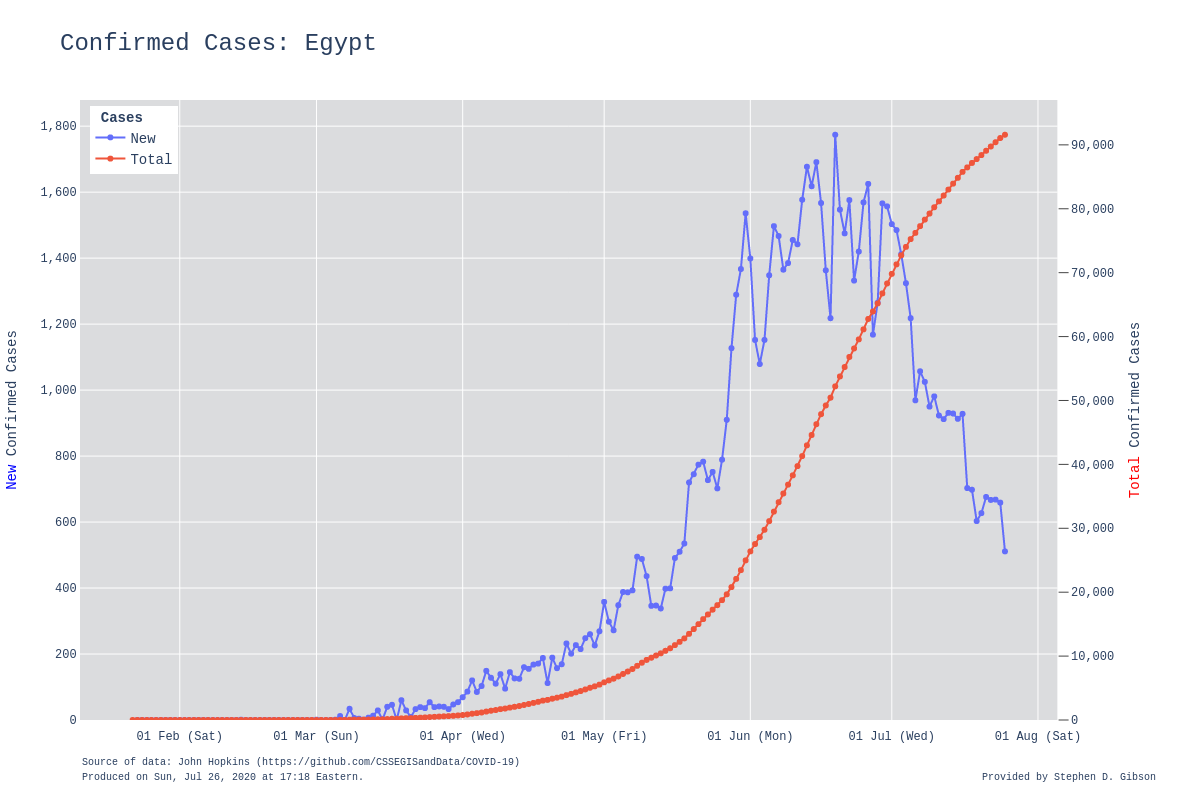 Confirmed Cases: Egypt
Cases
New
Total
1,800
1,600
1,400
1,200
1,000
800
600
400
200
0
90,000
80,000
70,000
60,000
50,000
40,000
30,000
20,000
10,000
0
New Confirmed Cases
Total Confirmed Cases
01 Feb (Sat)
01 Mar (Sun)
01 Apr (Wed)
01 May (Fri)
01 Jun (Mon)
01 Jul (Wed)
01 Aug (Sat)
Source of data: John Hopkins (https://github.com/CSSEGISandData/COVID-19)
Produced on Sun, Jul 26, 2020 at 17:18 Eastern.
Provided by Stephen D. Gibson